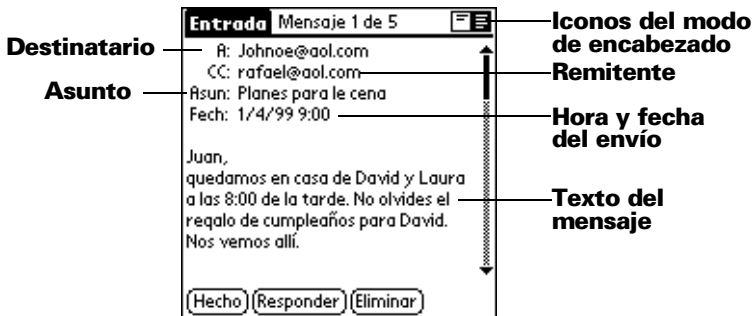 Entrada Mensaje 1 de 5
Iconos del modo
de encabezado
Destinatario
A: Johnoe@aol.com
CC: rafael@aol.com
Remitente
Asunto
Asun: Planes para le cena
Fech: 1/4/99 9:00
Hora y fecha
del envío
Juan,
quedamos en casa de David y Laura
a las 8:00 de la tarde. No olvides el
regalo de cumpleaños para David.
Nos vemos allí.
Texto del
mensaje
Hecho Responder Eliminar